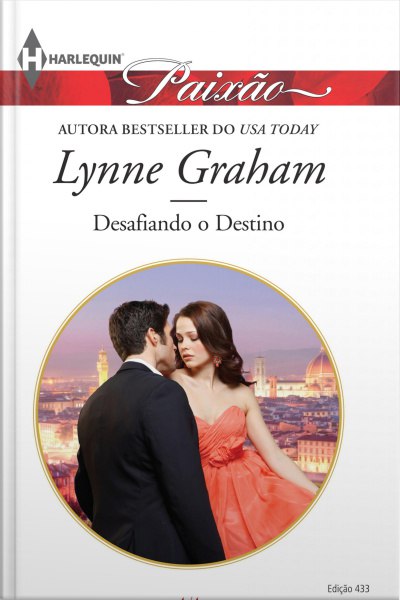 HARLEQUIN®
Paixão
AUTORA BESTSELLER DO USA TODAY
Lynne Graham
Desafiando o Destino
Edição 433